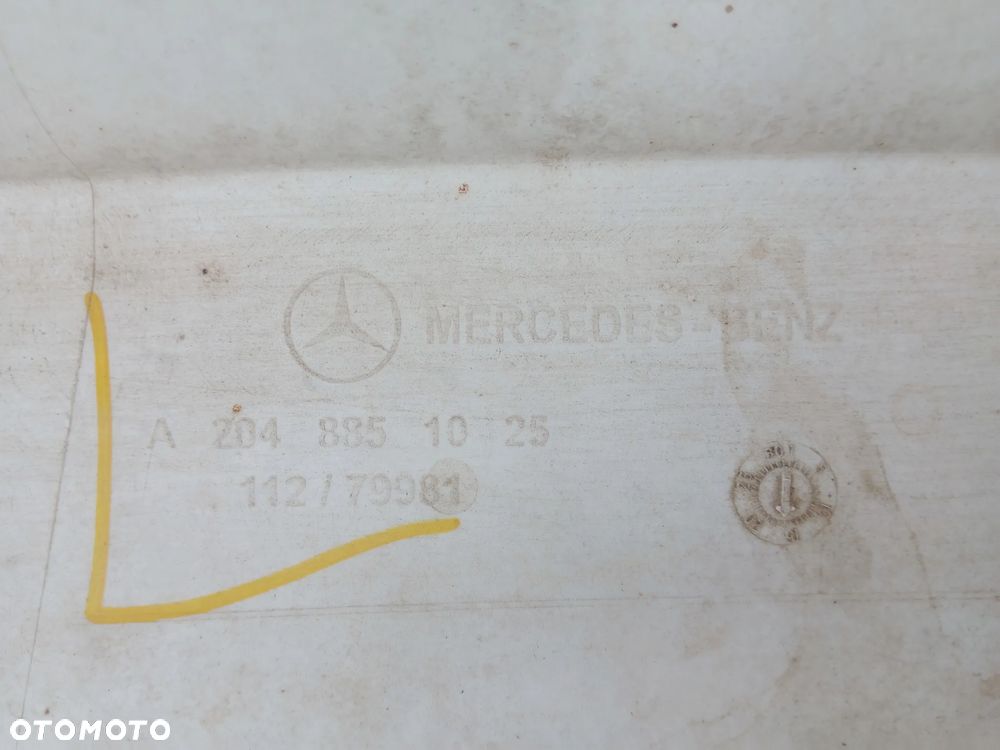 MERCEDES-BENZ
A 204 885 10 25
112/79981
OTOMOTO